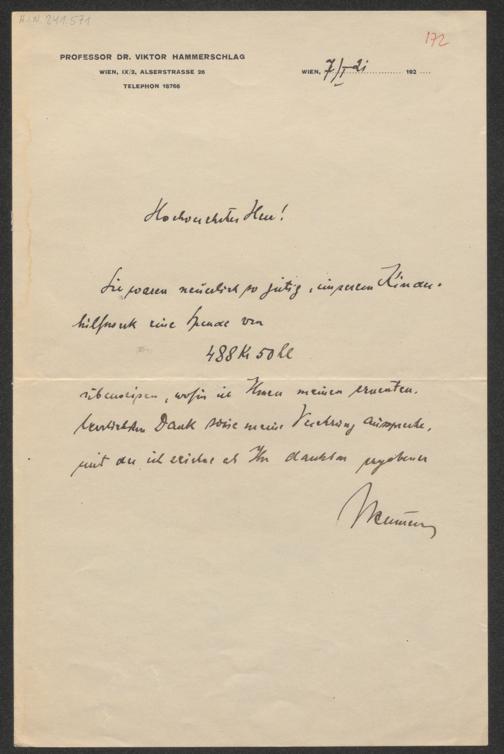 H.I.N. 241.571
172
PROFESSOR DR. VIKTOR HAMMERSCHLAG
WIEN, IX/2, ALSERSTRASSE 26
TELEPHON 18766
WIEN, 7/I 21 192
Hochverehrter Herr!
Sie waren neuerlich so gütig, unserem Kinder-
hilfswerk eine Spende von
488 K 50 hl
überweisen, wofür ich Ihnen meinen erneuten
herzlichsten Dank sowie meine Verehrung ausspreche,
mit der ich zeichne als Ihr dankbar ergebener